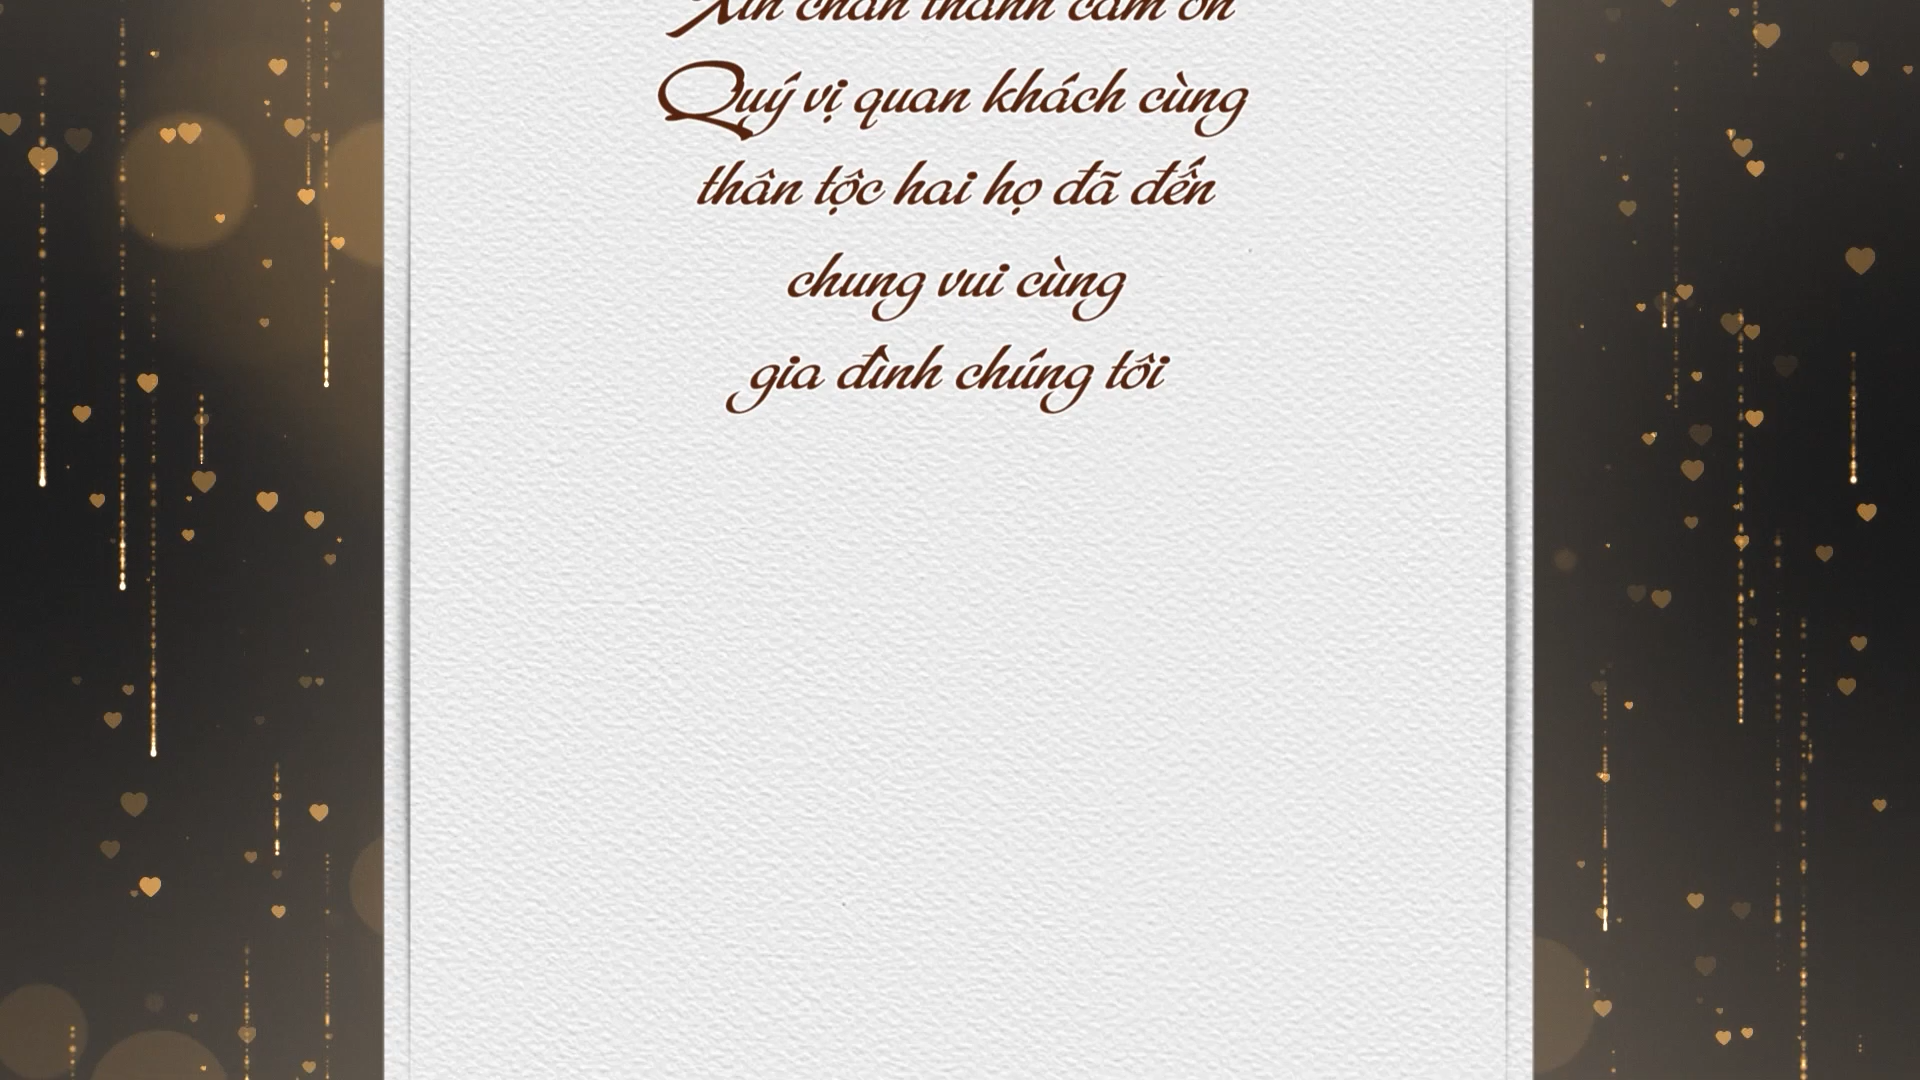 Xin chân thành cảm ơn
Quý vị quan khách cùng
thân tộc hai họ đã đến
chung vui cùng
gia đình chúng tôi